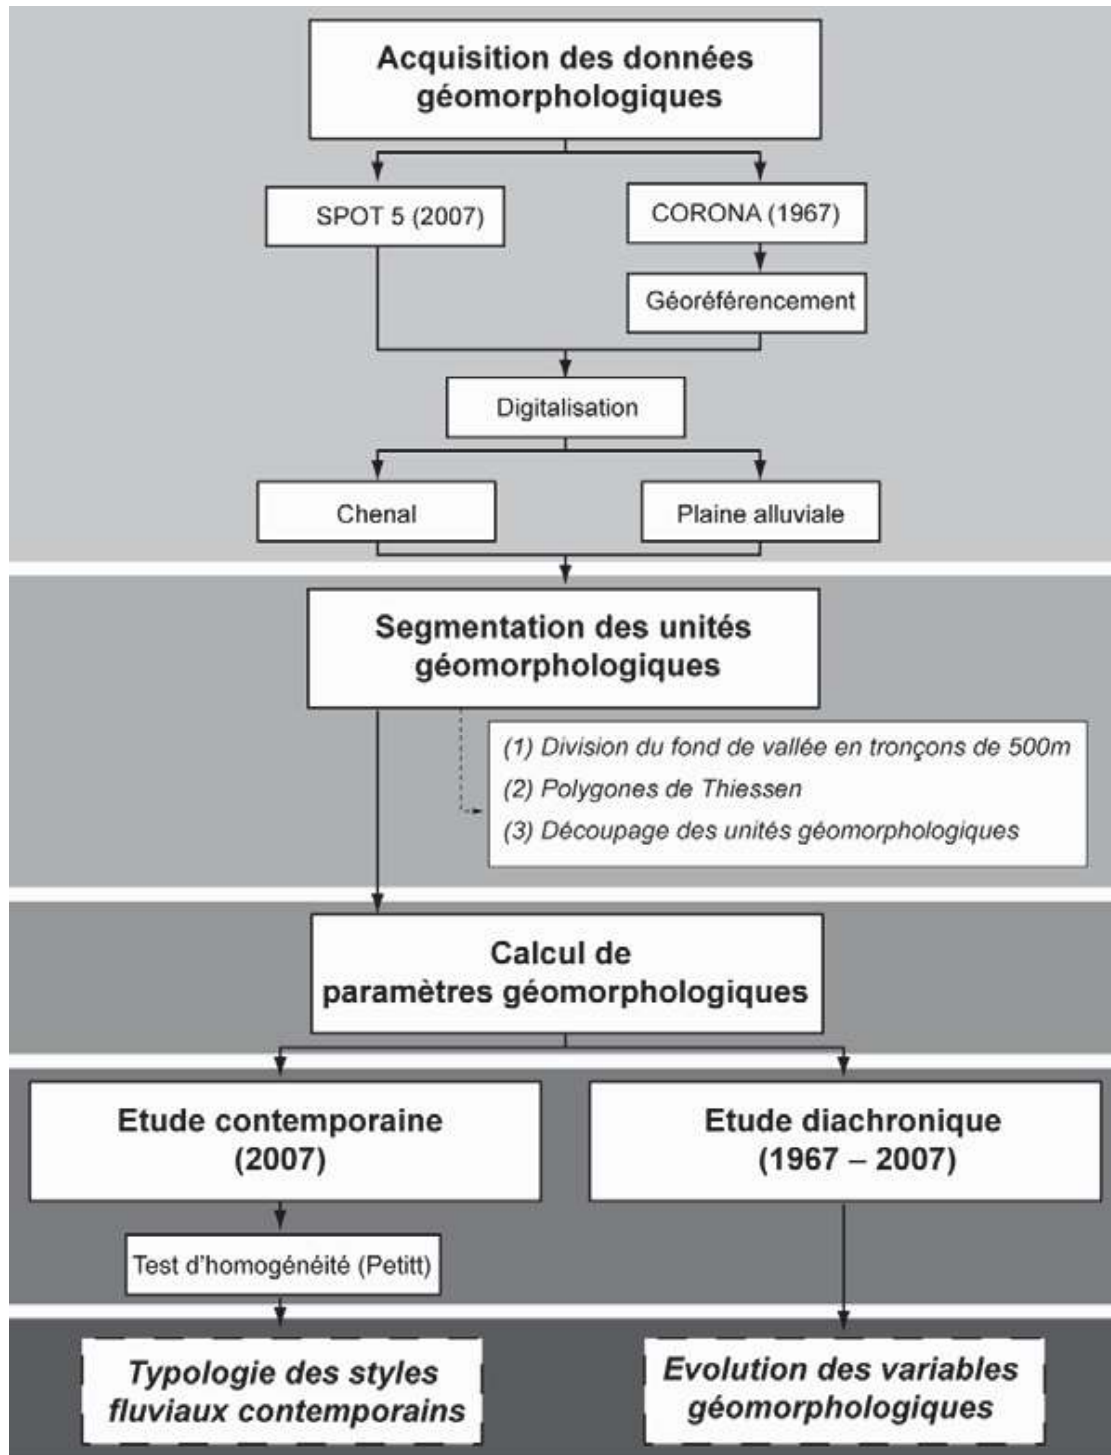 Acquisition des données
géomorphologiques
SPOT 5 (2007)
CORONA (1967)
Géoréférencement
Digitalisation
Chenal
Plaine alluviale
Segmentation des unités
géomorphologiques
(1) Division du fond de vallée en tronçons de 500m
(2) Polygones de Thiessen
(3) Découpage des unités géomorphologiques
Calcul de
paramètres géomorphologiques
Etude contemporaine
(2007)
Etude diachronique
(1967 – 2007)
Test d'homogénéité (Petitt)
Typologie des styles
fluviaux contemporains
Evolution des variables
géomorphologiques